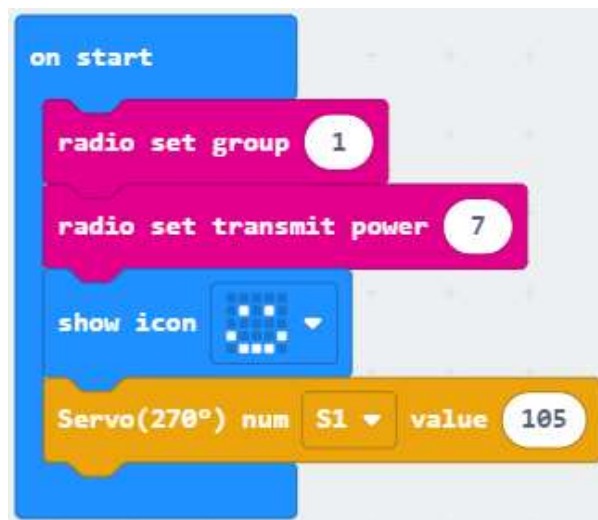 on start
radio set group 1
radio set transmit power 7
show icon
Servo(270°) num S1 value 105